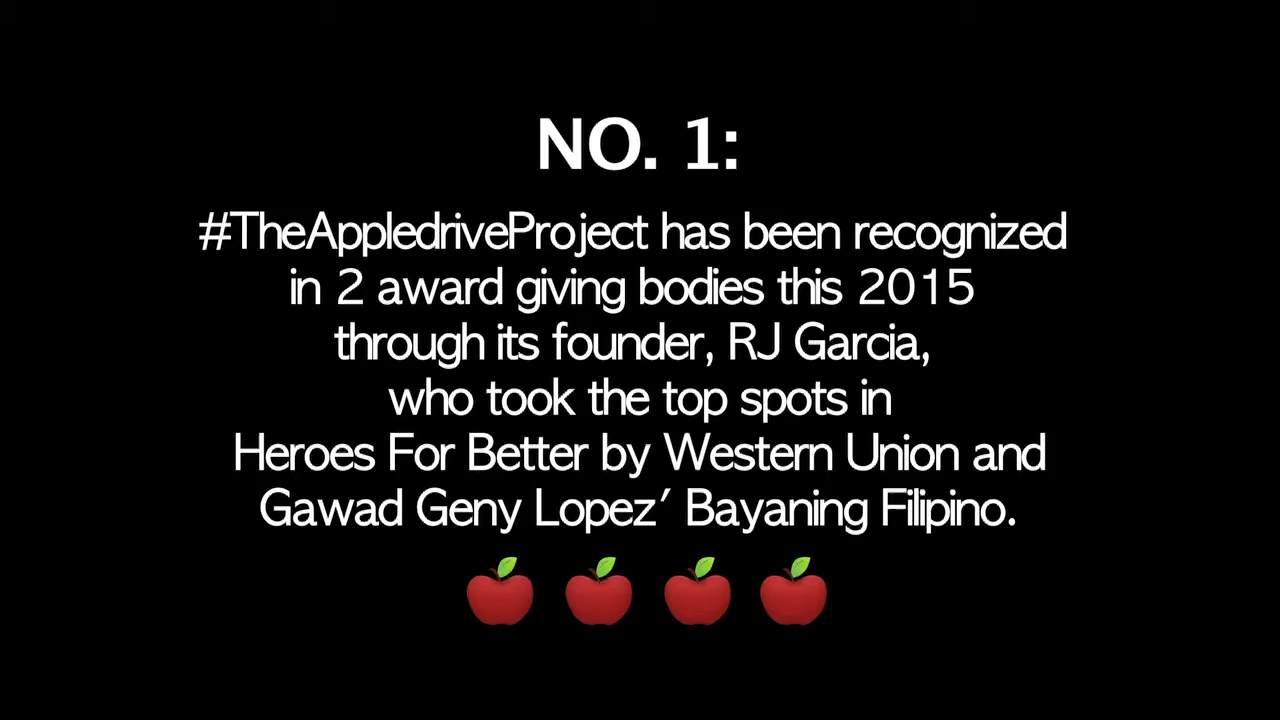 NO. 1:
#TheAppledriveProject has been recognized
in 2 award giving bodies this 2015
through its founder, RJ Garcia,
who took the top spots in
Heroes For Better by Western Union and
Gawad Geny Lopez′ Bayaning Filipino.